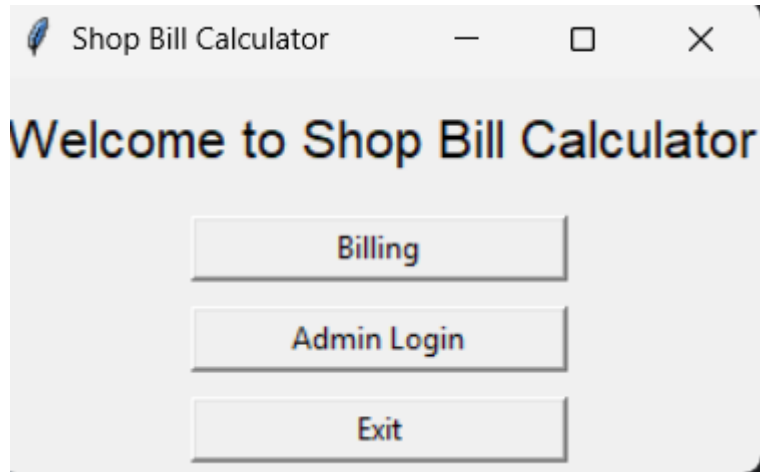 Shop Bill Calculator
Welcome to Shop Bill Calculator
Billing
Admin Login
Exit